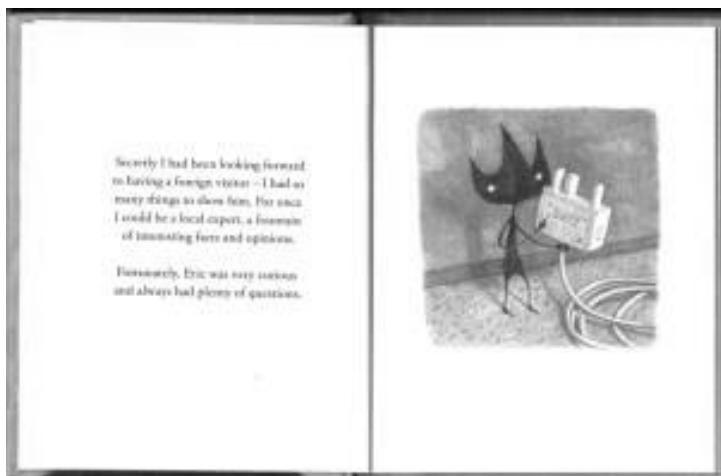 Secretly I had been looking forward
to having a foreign visitor – I had so
many things to show him. For once
I could be a local expert, a fountain
of interesting facts and opinions.
Fortunately, Eric was very curious
and always had plenty of questions.